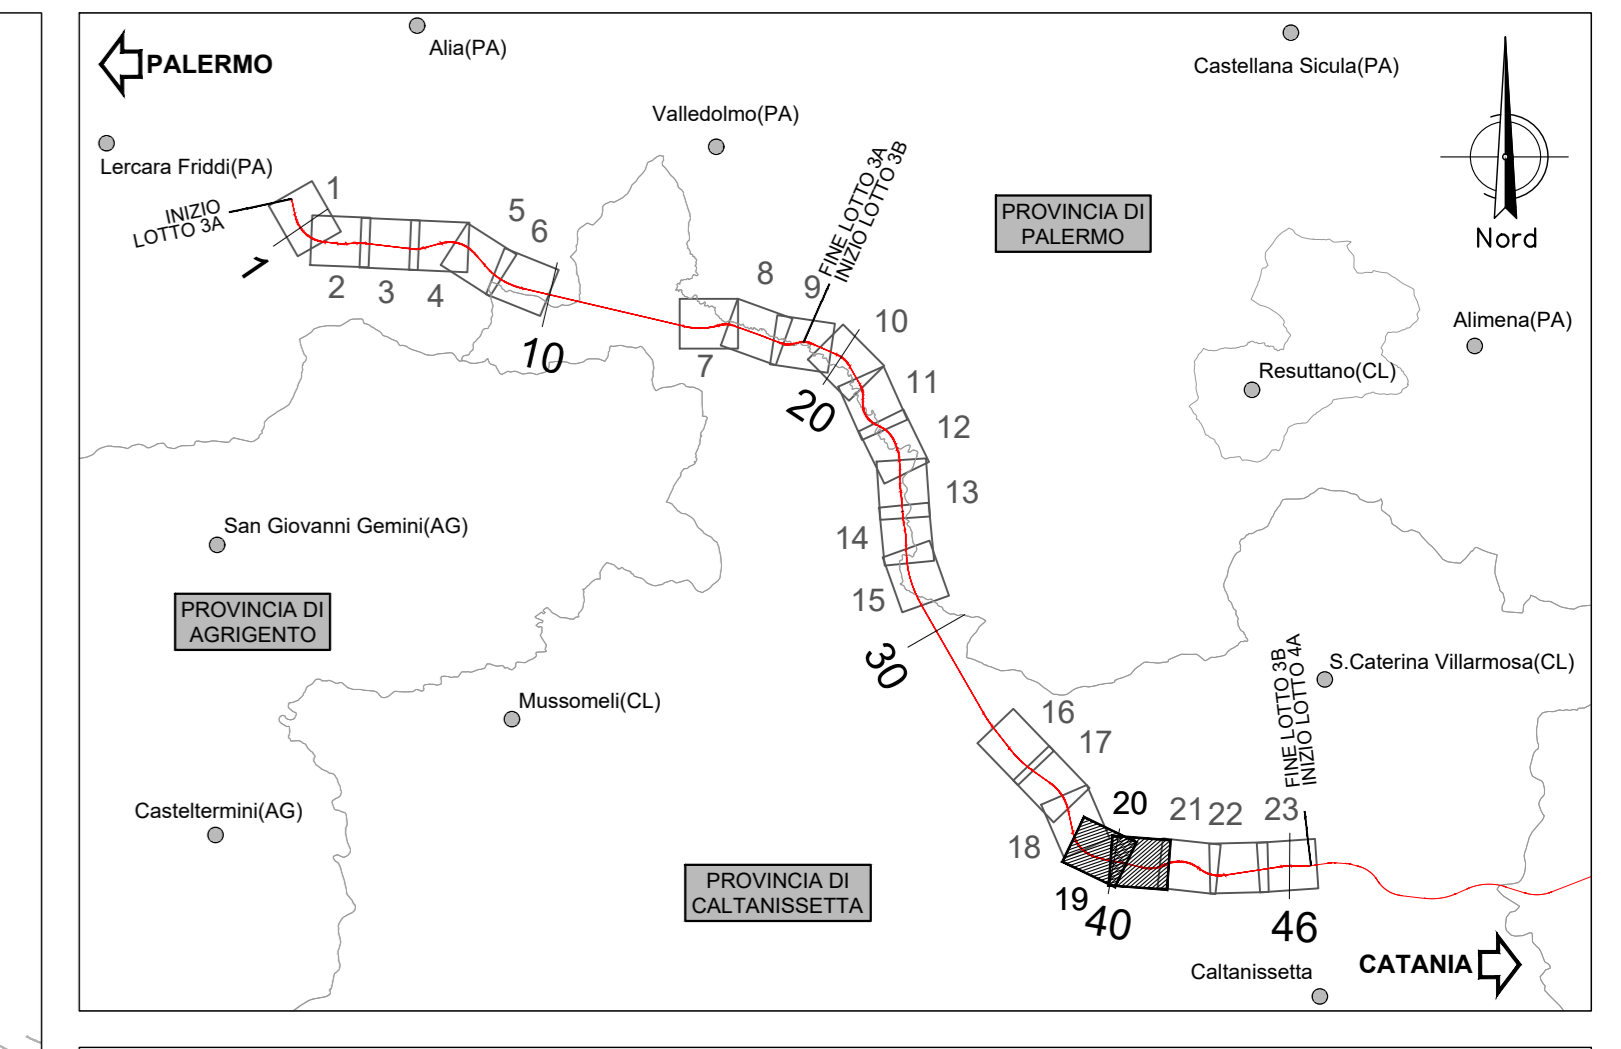 Alia(PA)
PALERMO
Castellana Sicula(PA)
Valledolmo(PA)
Lercara Friddi(PA)
INIZIO
LOTTO 3A
1
1
2
3
4
5
6
10
7
8
9
FINE LOTTO 3A
INIZIO LOTTO 3B
PROVINCIA DI
PALERMO
Nord
10
20
11
12
Alimena(PA)
Resuttano(CL)
13
14
15
San Giovanni Gemini(AG)
PROVINCIA DI
AGRIGENTO
30
Mussomeli(CL)
S.Caterina Villarmosa(CL)
FINE LOTTO 3B
INIZIO LOTTO 4A
16
17
Casteltermini(AG)
18
19
20
21
22
23
40
46
PROVINCIA DI
CALTANISSETTA
Caltanissetta
CATANIA